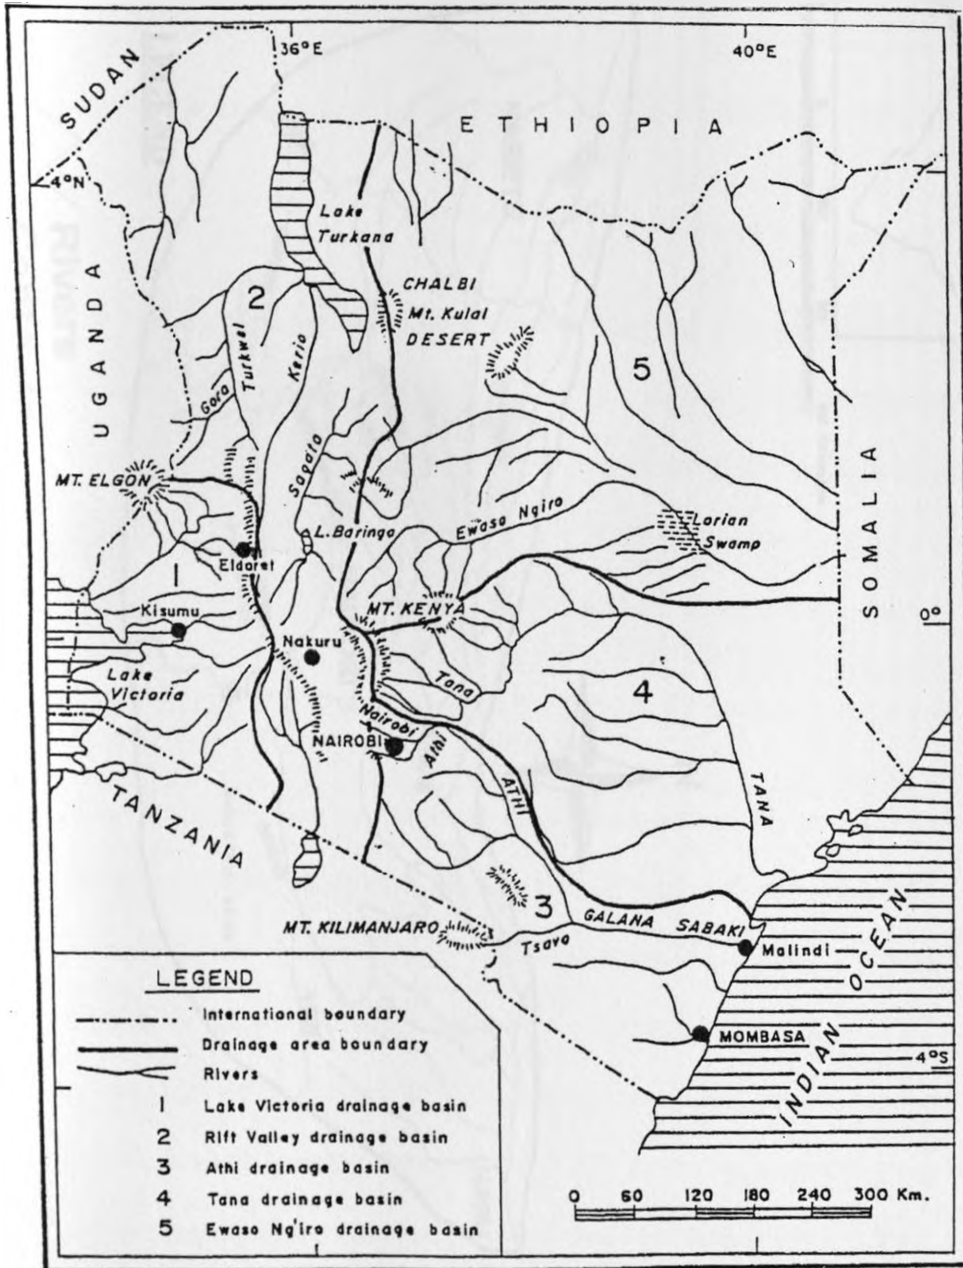 36°E
40°E
SUDAN
ETHIOPIA
4°N
Lake
Turkana
UGANDA
2
CHALBI
Mt. Kulal
DESERT
Turkwel
Kerio
Goro
5
MT. ELGON
Sagato
L. Baringo
Ewaso Ngiro
Lorian
Swamp
SOMALIA
Eldoret
1
Kisumu
MT. KENYA
0°
Nakuru
Lake
Victoria
Tana
4
Nairobi
NAIROBI
Athi
TANZANIA
ATHI
TANA
3
GALANA
SABAKI
MT. KILIMANJARO
Tsavo
Malindi
INDIAN OCEAN
MOMBASA
4°S
LEGEND
International boundary
Drainage area boundary
Rivers
1 Lake Victoria drainage basin
2 Rift Valley drainage basin
3 Athi drainage basin
4 Tana drainage basin
5 Ewaso Ng'iro drainage basin
0 60 120 180 240 300 Km.